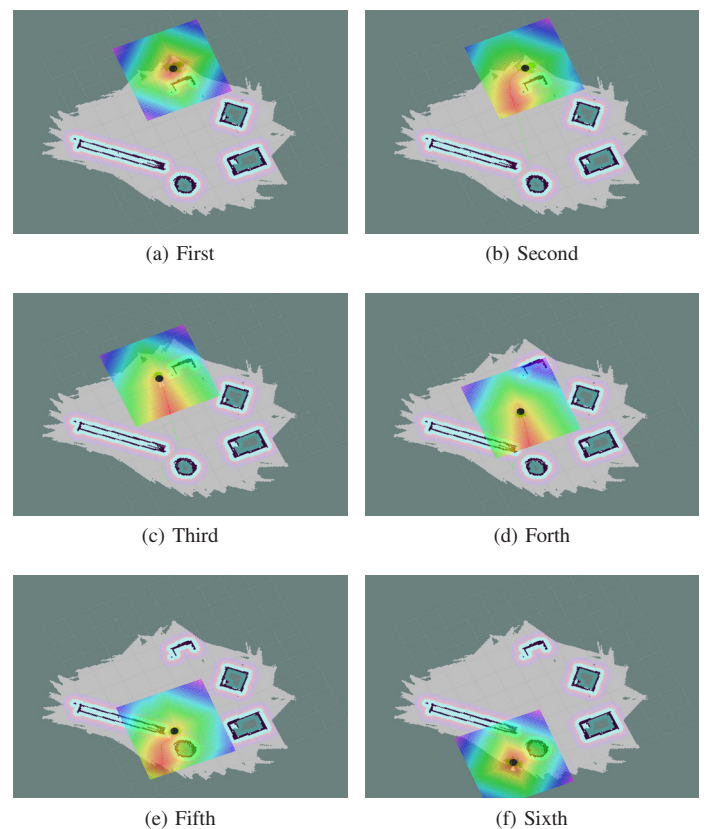 (a) First
(b) Second
(c) Third
(d) Forth
(e) Fifth
(f) Sixth